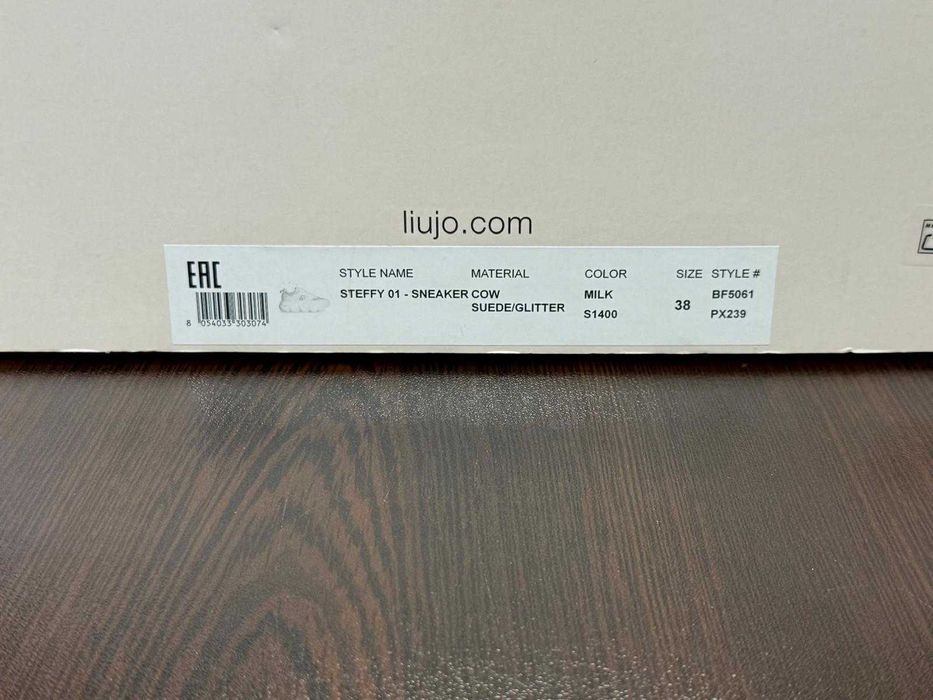 liujo.com
EAC
STYLE NAME MATERIAL COLOR SIZE STYLE #
STEFFY 01 - SNEAKER COW SUEDE/GLITTER MILK S1400 38 BF5061 PX239
8 054033 303074